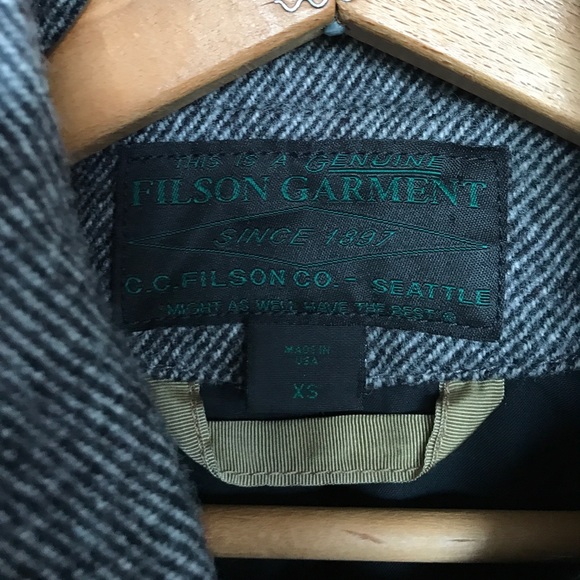 THIS IS A GENUINE
FILSON GARMENT
SINCE 1897
C.C. FILSON CO. - SEATTLE
"MIGHT AS WELL HAVE THE BEST" ®
MADE IN
USA
XS